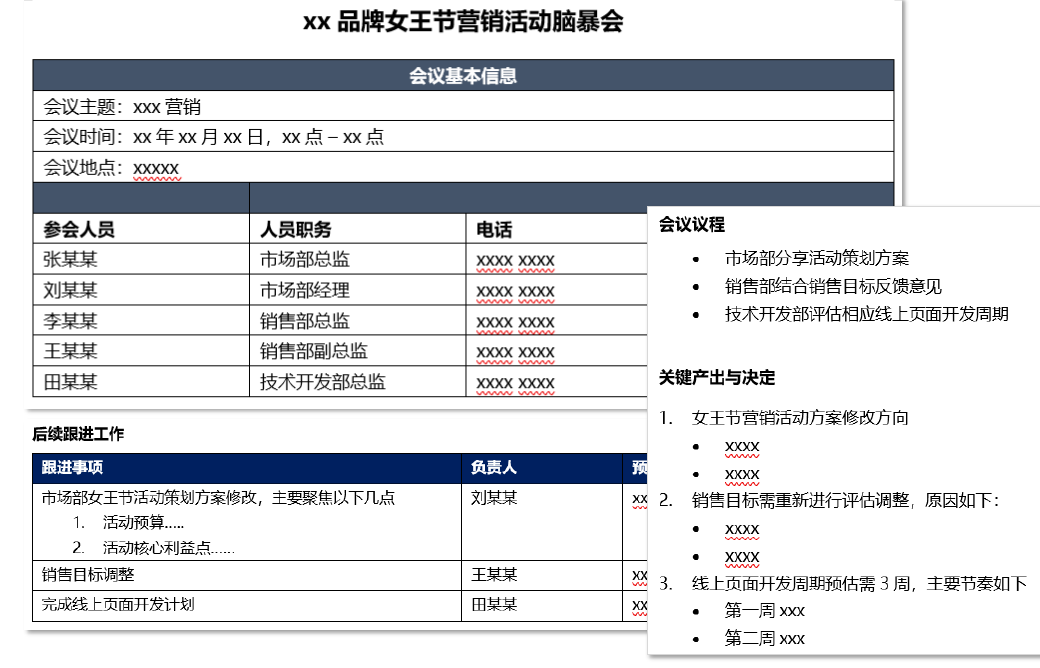 xx 品牌女王节营销活动脑暴会
会议基本信息
会议主题：xxx 营销
会议时间：xx 年 xx 月 xx 日，xx 点 – xx 点
会议地点：xxxxx
参会人员 人员职务 电话
张某某 市场部总监 xxxx xxxx
刘某某 市场部经理 xxxx xxxx
李某某 销售部总监 xxxx xxxx
王某某 销售部副总监 xxxx xxxx
田某某 技术开发部总监 xxxx xxxx
会议议程
• 市场部分享活动策划方案
• 销售部结合销售目标反馈意见
• 技术开发部评估相应线上页面开发周期
关键产出与决定
1. 女王节营销活动方案修改方向
• xxxx
• xxxx
2. 销售目标需重新进行评估调整，原因如下：
• xxxx
• xxxx
3. 线上页面开发周期预估需 3 周，主要节奏如下
• 第一周 xxx
• 第二周 xxx
后续跟进工作
跟进事项 负责人 预
市场部女王节活动策划方案修改，主要聚焦以下几点 刘某某 xx
1. 活动预算.....
2. 活动核心利益点......
销售目标调整 王某某 xx
完成线上页面开发计划 田某某 xx